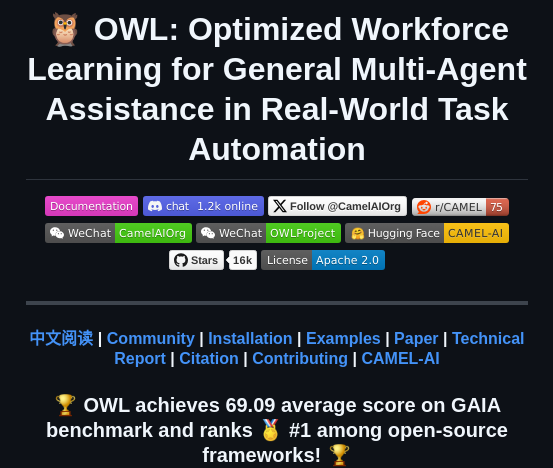 🦉 OWL: Optimized Workforce
Learning for General Multi-Agent
Assistance in Real-World Task
Automation
Documentation chat 1.2k online Follow @CamelAIOrg r/CAMEL 75
WeChat CamelAIOrg WeChat OWLProject Hugging Face CAMEL-AI
Stars 16k License Apache 2.0
中文阅读 | Community | Installation | Examples | Paper | Technical
Report | Citation | Contributing | CAMEL-AI
🏆 OWL achieves 69.09 average score on GAIA
benchmark and ranks 🏅 #1 among open-source
frameworks! 🏆